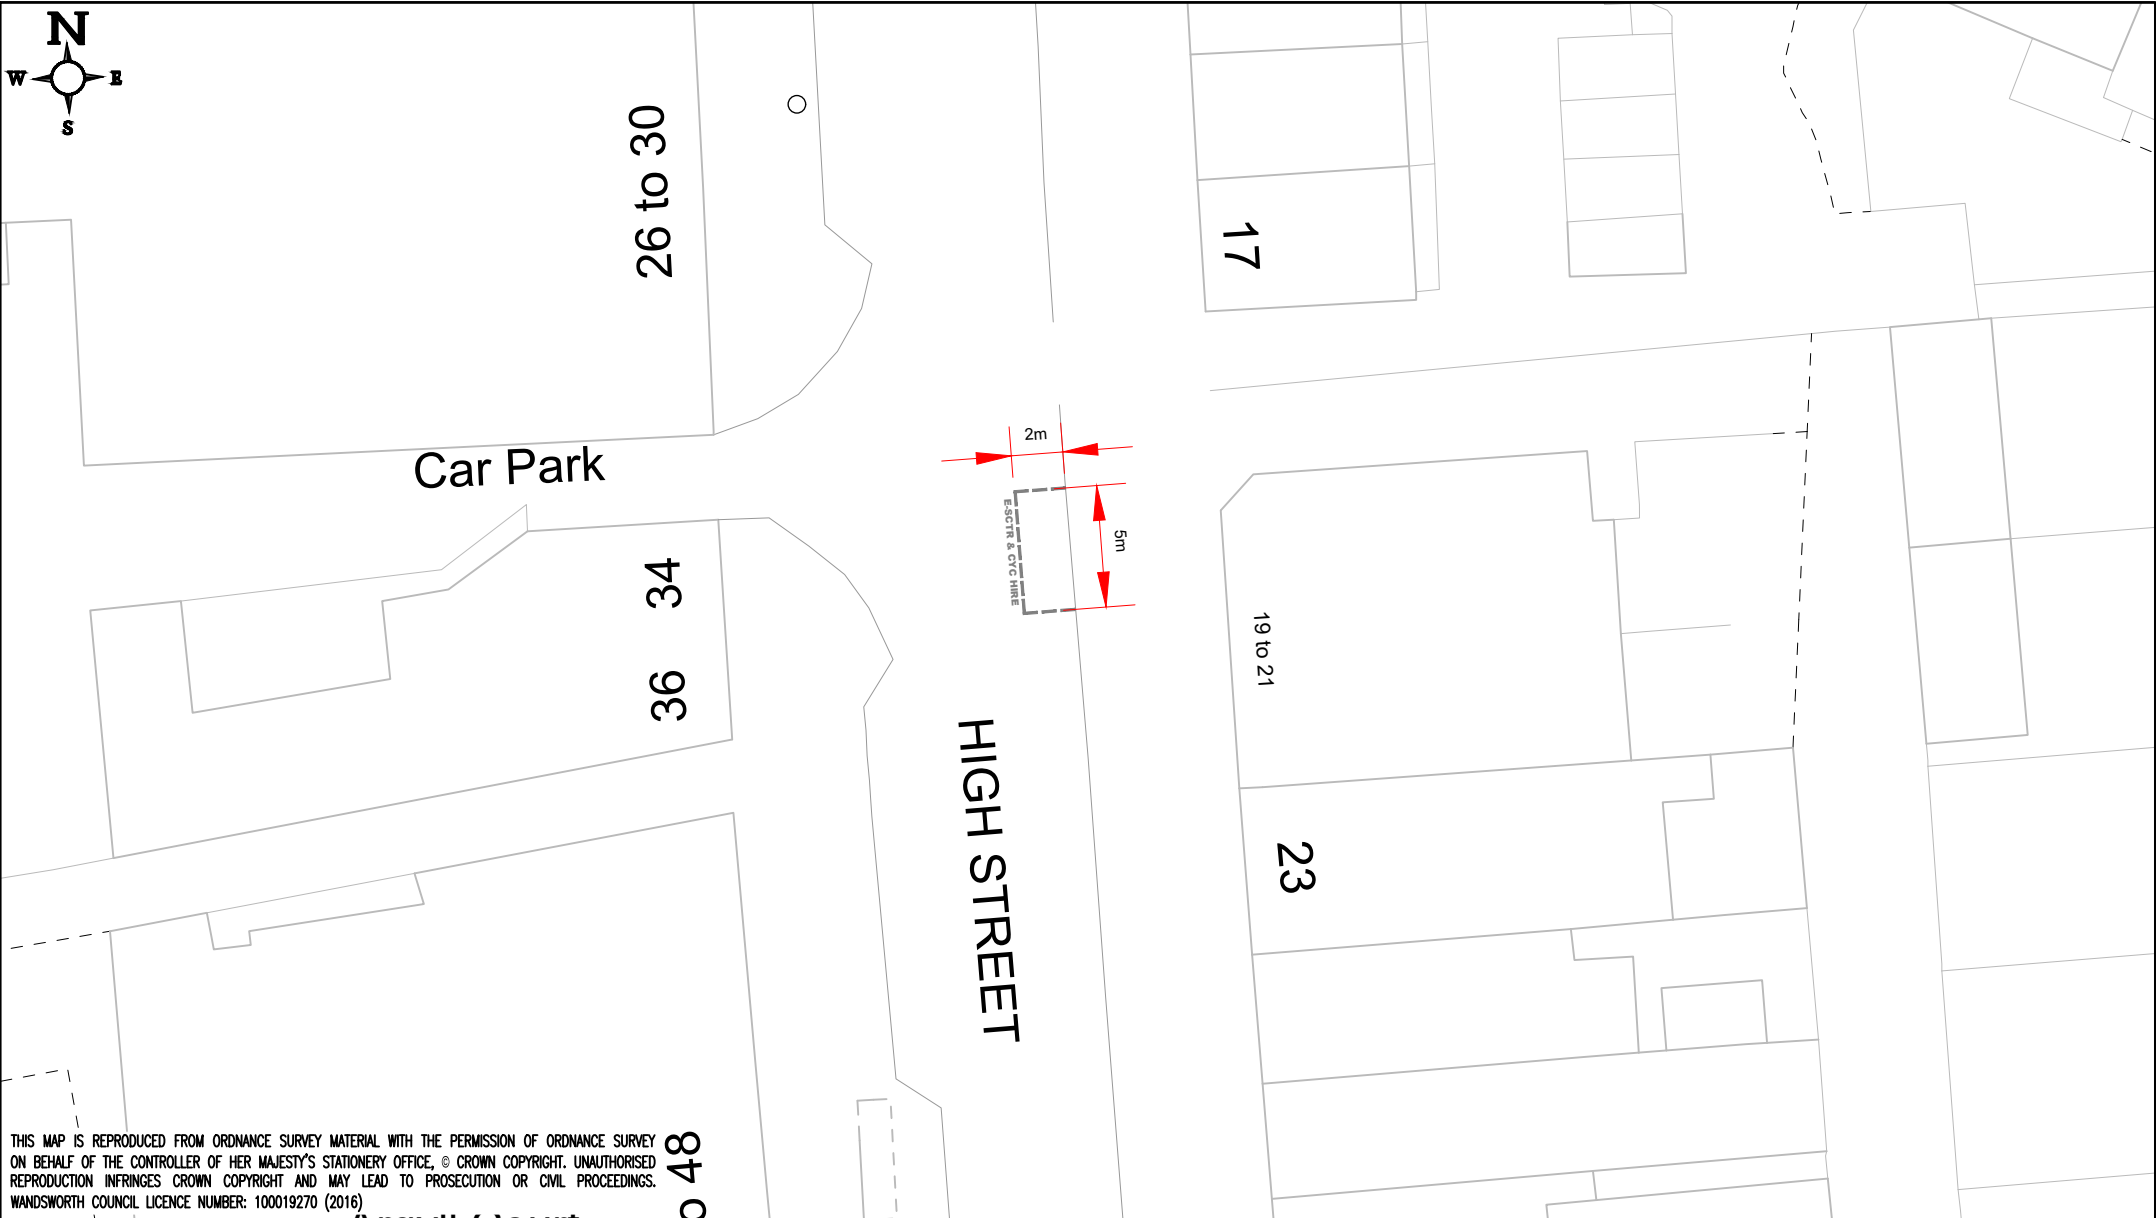 N
W E
S
26 to 30
17
Car Park
2m
5m
E-SCTR & CYC HIRE
34
36
19 to 21
HIGH STREET
23
48
THIS MAP IS REPRODUCED FROM ORDNANCE SURVEY MATERIAL WITH THE PERMISSION OF ORDNANCE SURVEY
ON BEHALF OF THE CONTROLLER OF HER MAJESTY'S STATIONERY OFFICE, © CROWN COPYRIGHT. UNAUTHORISED
REPRODUCTION INFRINGES CROWN COPYRIGHT AND MAY LEAD TO PROSECUTION OR CIVIL PROCEEDINGS.
WANDSWORTH COUNCIL LICENCE NUMBER: 100019270 (2016)